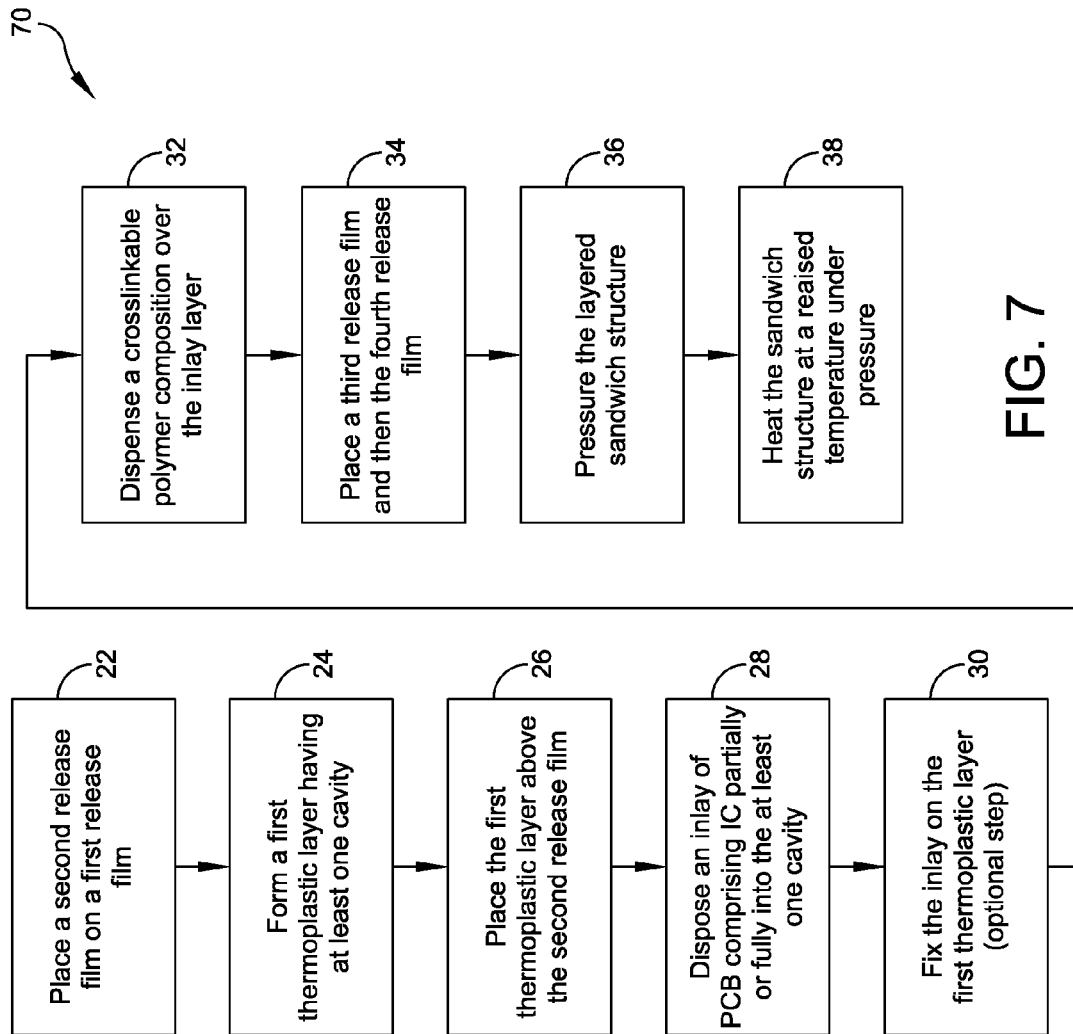 70
22
Place a second release
film on a first release
film
24
Form a first
thermoplastic layer having
at least one cavity
26
Place the first
thermoplastic layer above
the second release film
28
Dispose an inlay of
PCB comprising IC partially
or fully into the at least
one cavity
30
Fix the inlay on the
first thermoplastic layer
(optional step)
32
Dispense a crosslinkable
polymer composition over
the inlay layer
34
Place a third release film
and then the fourth release
film
36
Pressure the layered
sandwich structure
38
Heat the sandwich
structure at a reaised
temperature under
pressure
FIG. 7